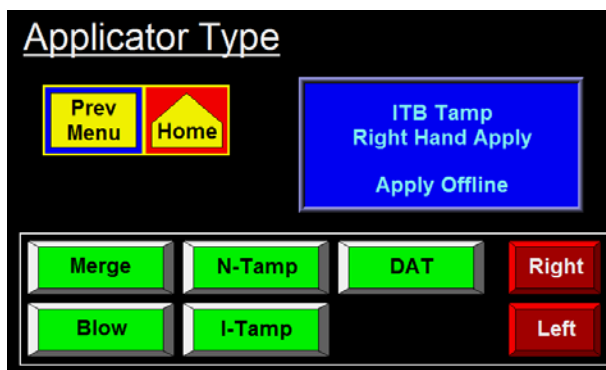 Applicator Type
Prev
Menu
Home
ITB Tamp
Right Hand Apply
Apply Offline
Merge
N-Tamp
DAT
Right
Blow
I-Tamp
Left